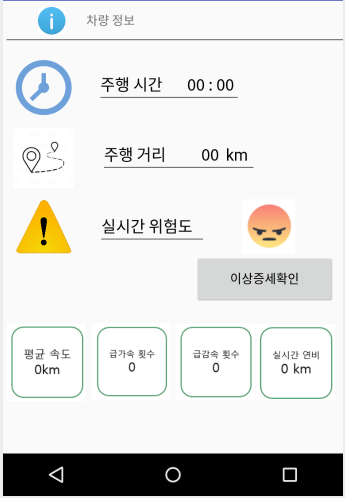 차량 정보
주행 시간 00 : 00
주행 거리 00 km
실시간 위험도
이상증세확인
평균 속도
0km
급가속 횟수
0
급감속 횟수
0
실시간 연비
0 km